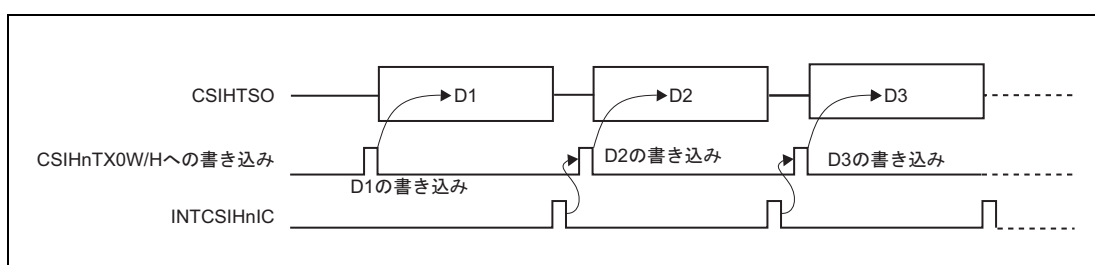 CSIHTSO
D1
D2
D3
CSIHnTX0W/Hへの書き込み
D1の書き込み
D2の書き込み
D3の書き込み
INTCSIHnIC